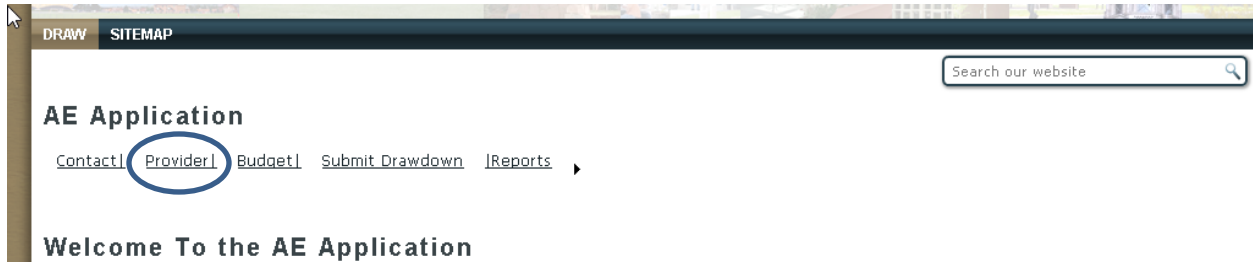 DRAW SITEMAP
Search our website
AE Application
Contact| Provider| Budget| Submit Drawdown |Reports
Welcome To the AE Application